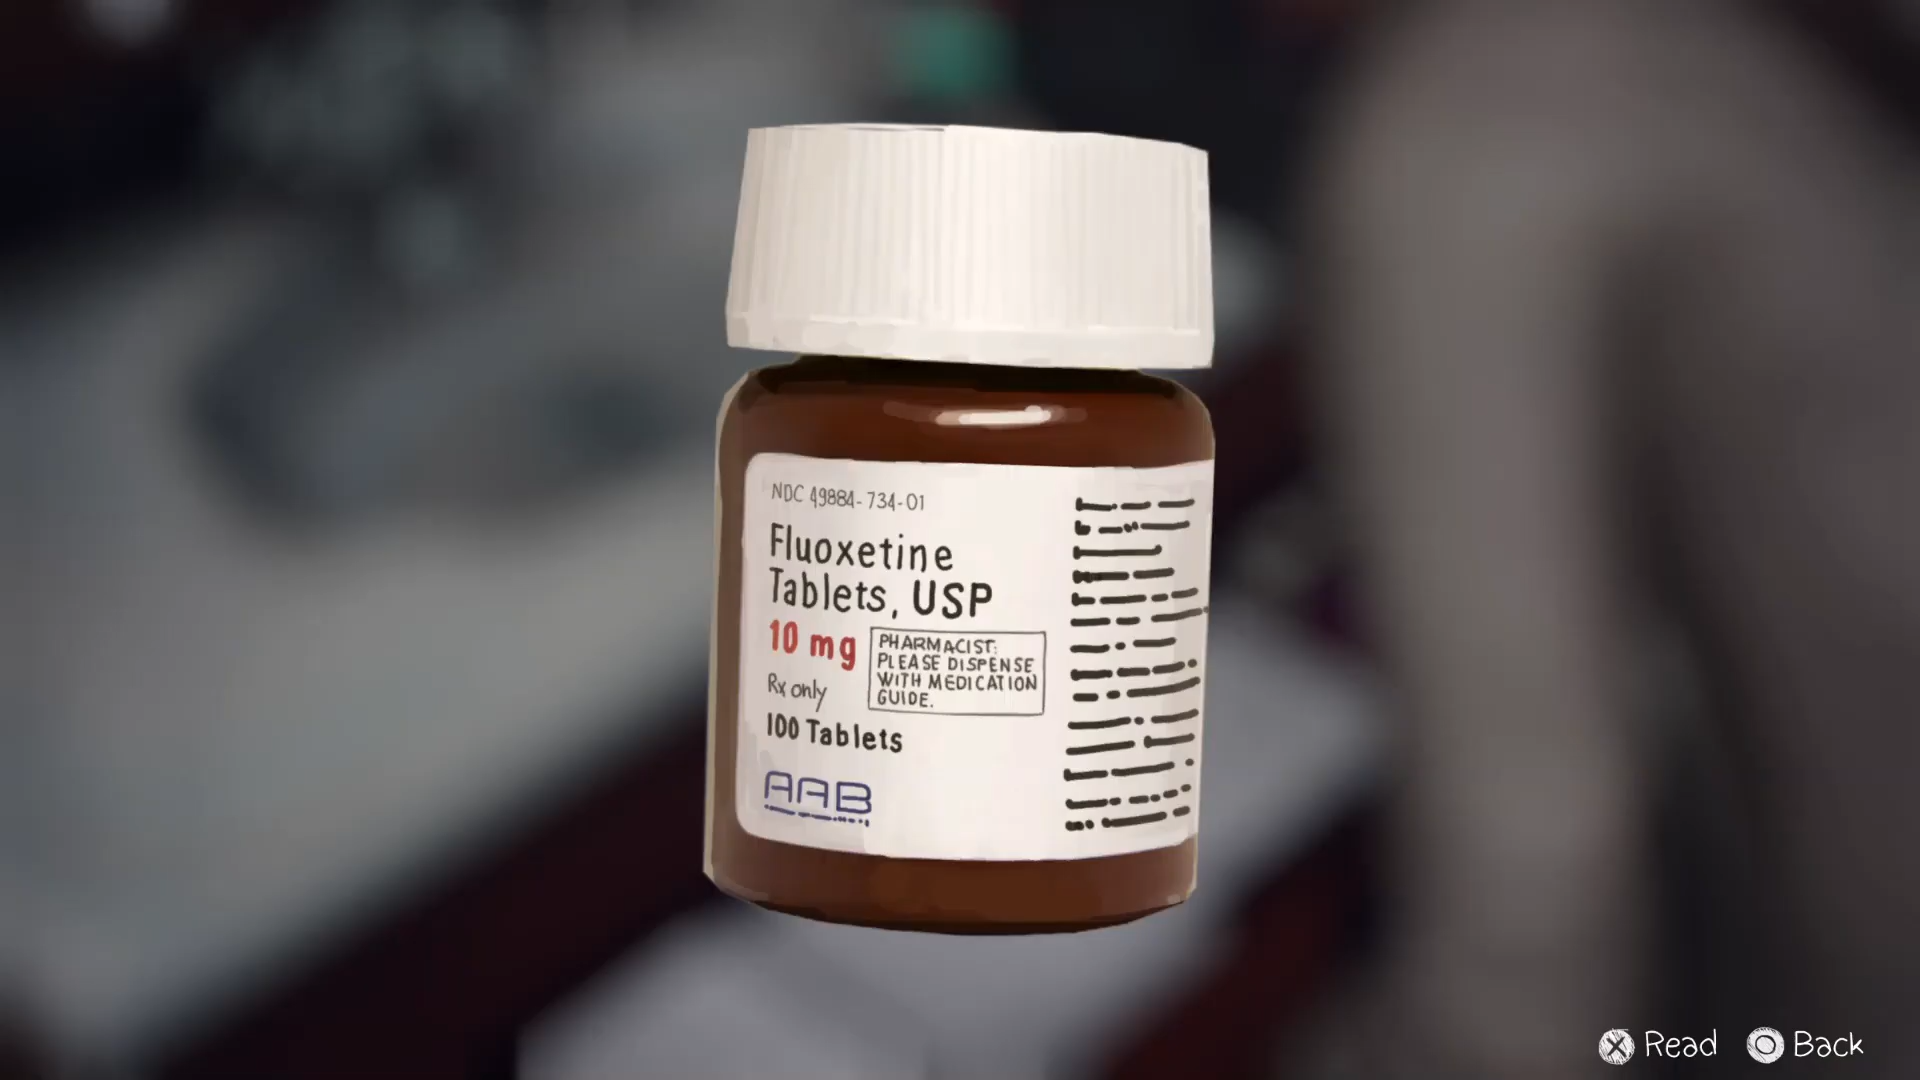 NDC 49884-734-01
Fluoxetine
Tablets, USP
10 mg
PHARMACIST:
PLEASE DISPENSE
WITH MEDICATION
GUIDE.
Rx only
100 Tablets
AAB
Read
Back